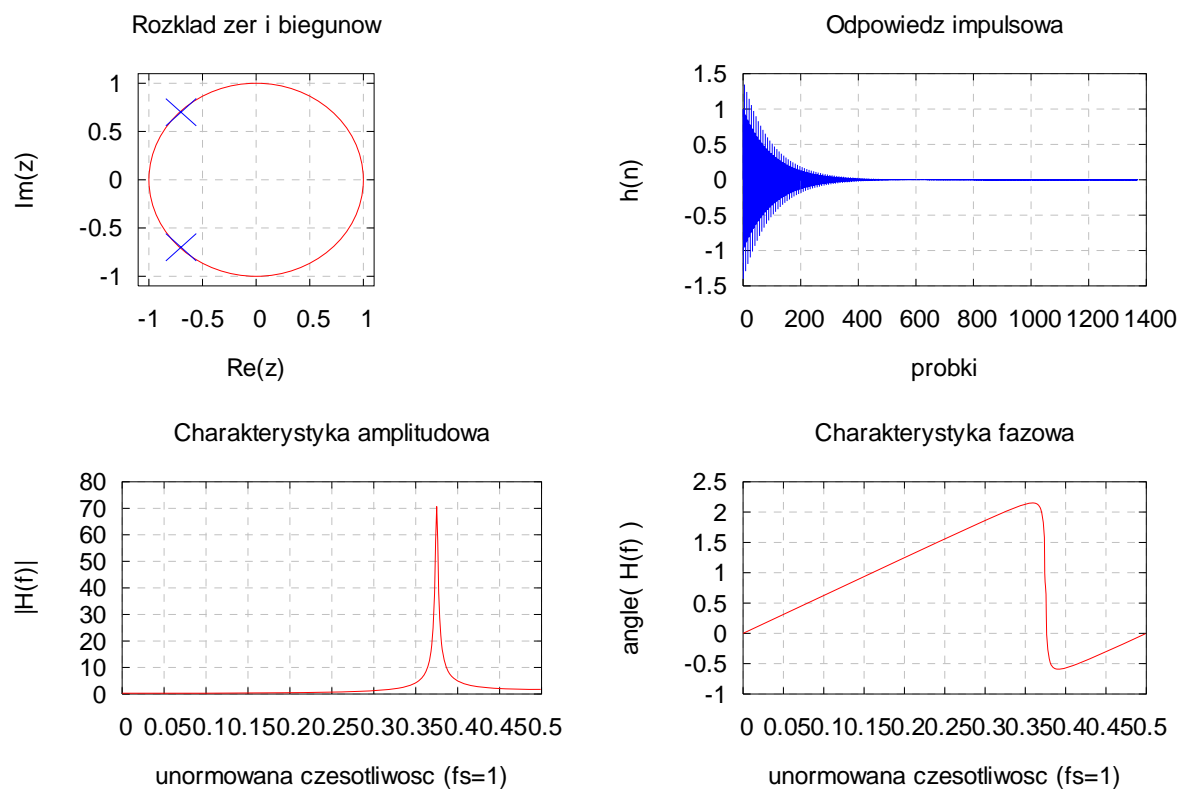 Rozklad zer i biegunow
1
0.5
0
-0.5
-1
Im(z)
-1 -0.5 0 0.5 1
Re(z)
Odpowiedz impulsowa
1.5
1
0.5
0
-0.5
-1
-1.5
h(n)
0 200 400 600 800 1000 1200 1400
probki
Charakterystyka amplitudowa
80
70
60
50
40
30
20
10
0
|H(f)|
0 0.050.10.150.20.250.30.350.40.450.5
unormowana czesotliwosc (fs=1)
Charakterystyka fazowa
2.5
2
1.5
1
0.5
0
-0.5
-1
angle( H(f) )
0 0.050.10.150.20.250.30.350.40.450.5
unormowana czesotliwosc (fs=1)